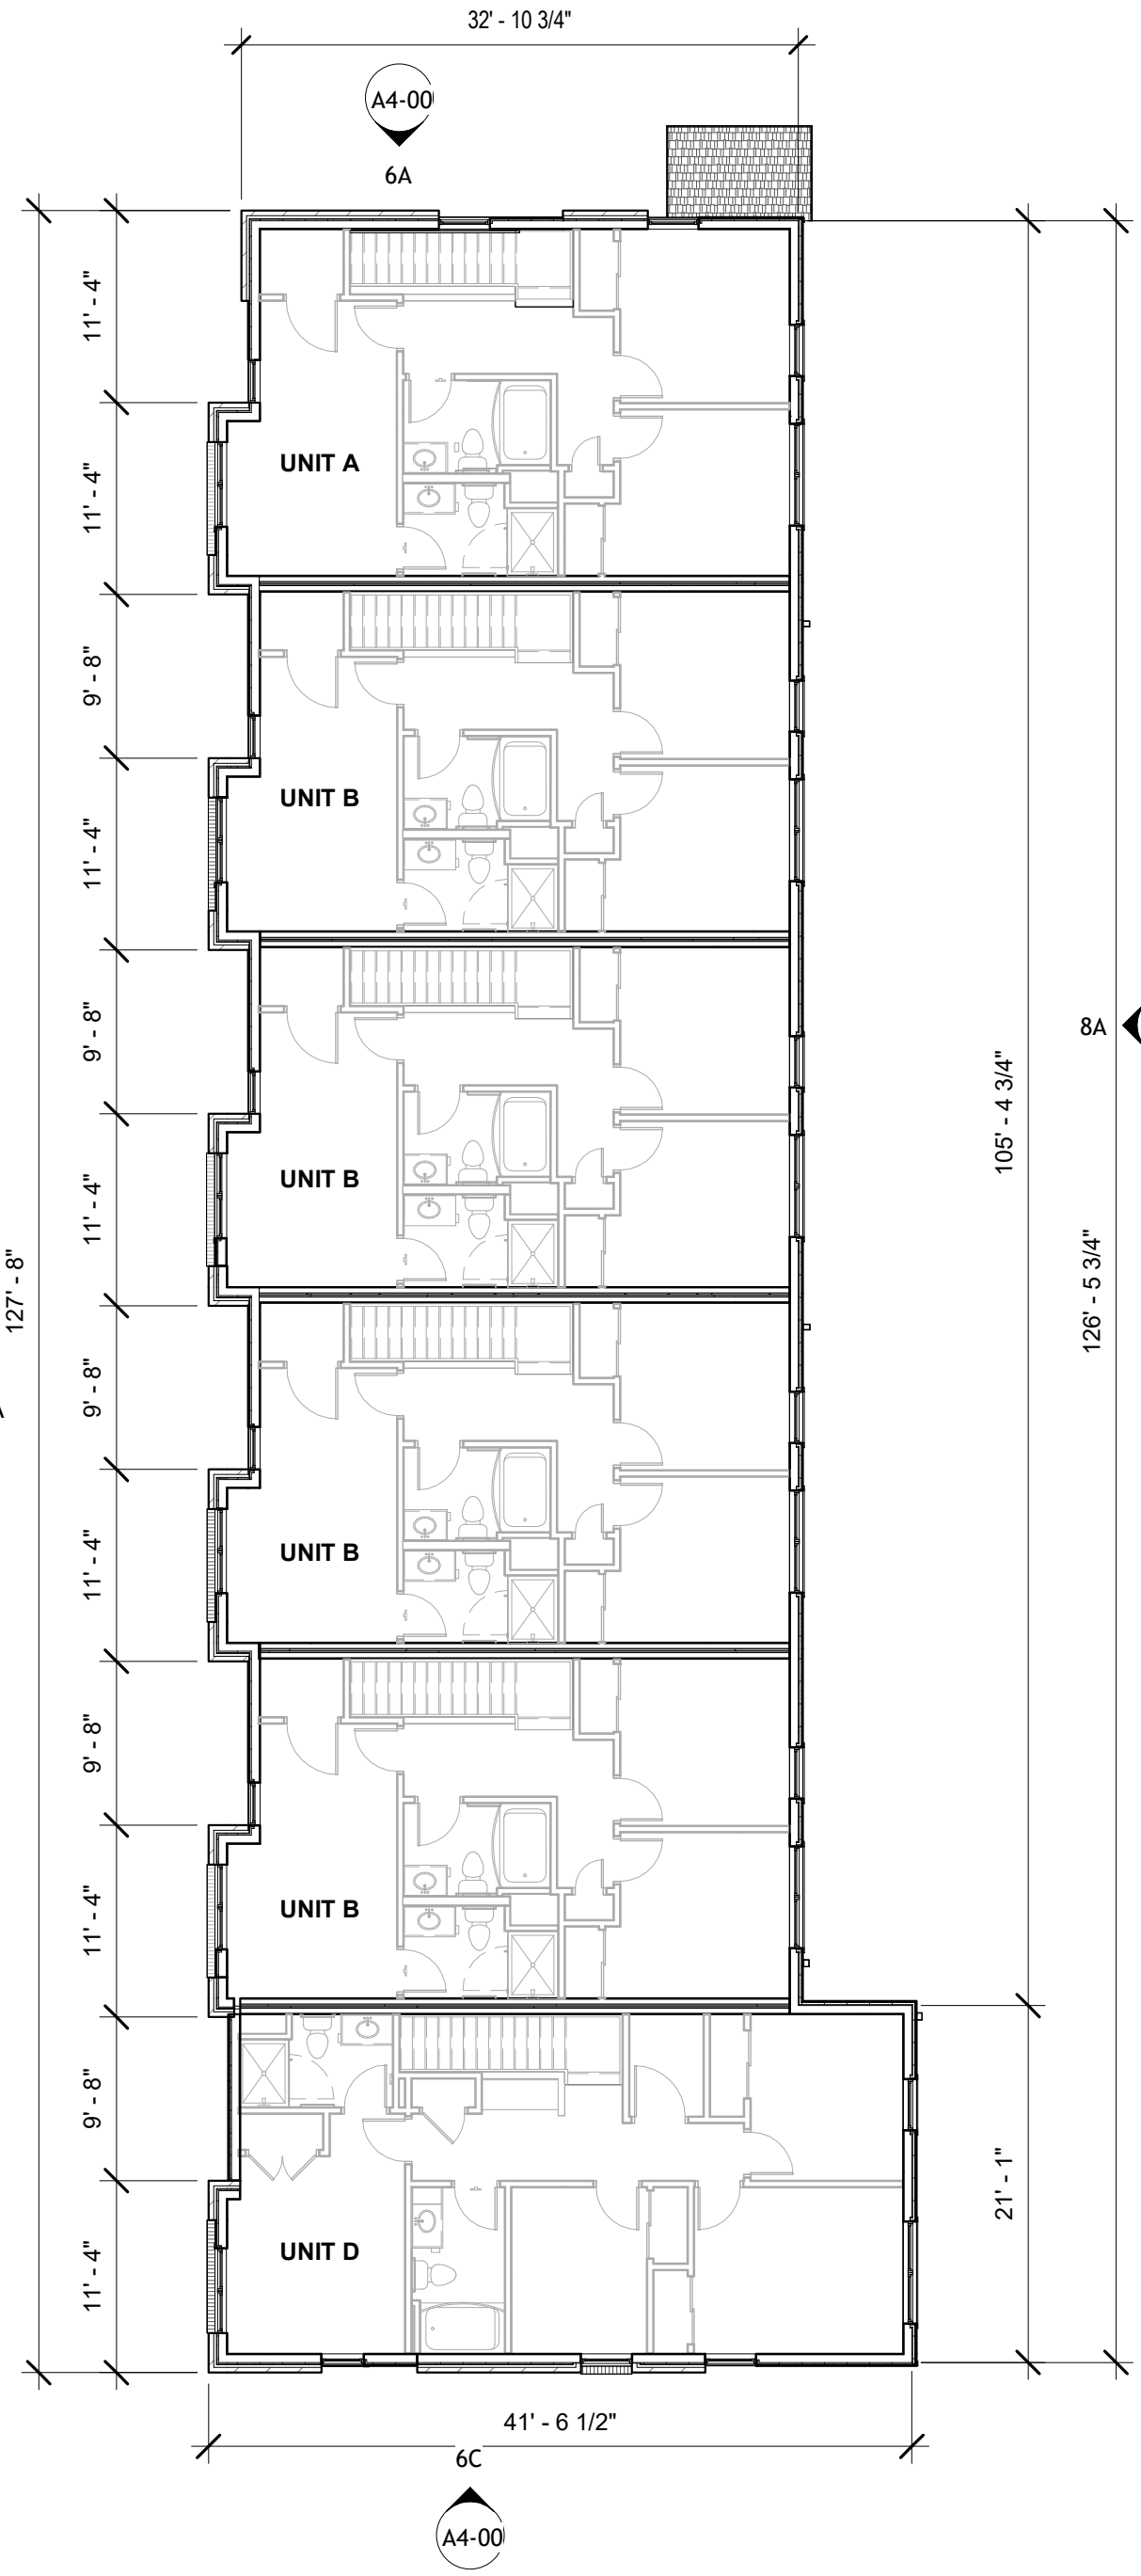 32' - 10 3/4"
A4-00
6A
11' - 4"
11' - 4"
UNIT A
9' - 8"
UNIT B
11' - 4"
9' - 8"
8A
105' - 4 3/4"
UNIT B
11' - 4"
127' - 8"
126' - 5 3/4"
9' - 8"
UNIT B
11' - 4"
9' - 8"
UNIT B
11' - 4"
9' - 8"
21' - 1"
UNIT D
11' - 4"
41' - 6 1/2"
6C
A4-00